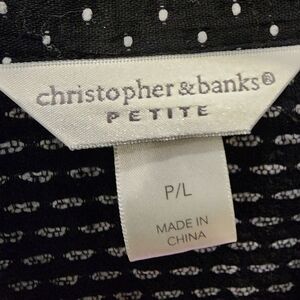 christopher&banks®
PETITE
P/L
MADE IN
CHINA